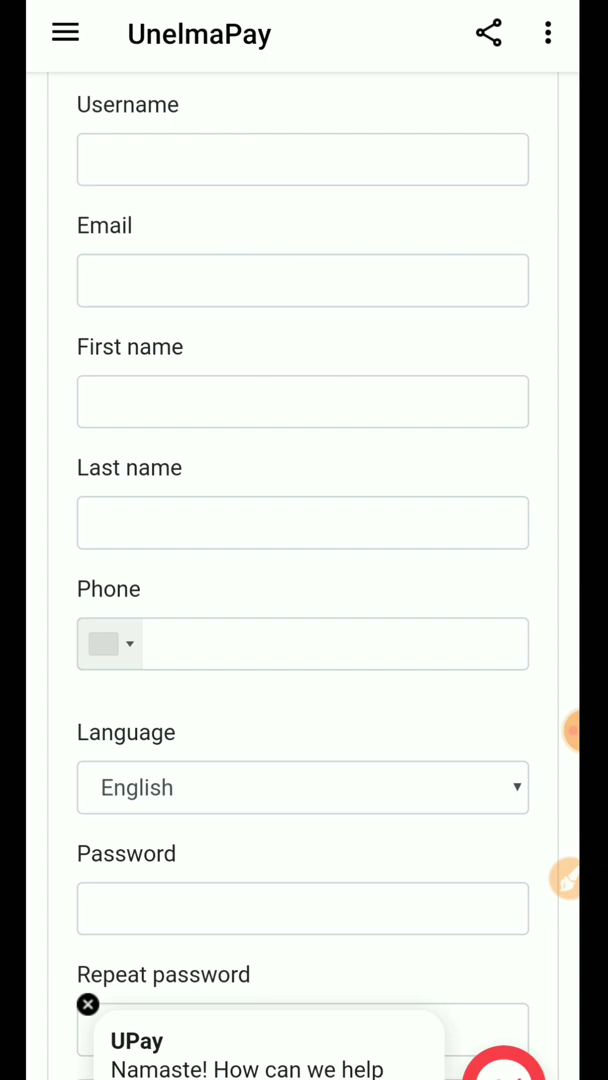 UnelmaPay
Username
Email
First name
Last name
Phone
Language
English
Password
Repeat password
UPay
Namaste! How can we help